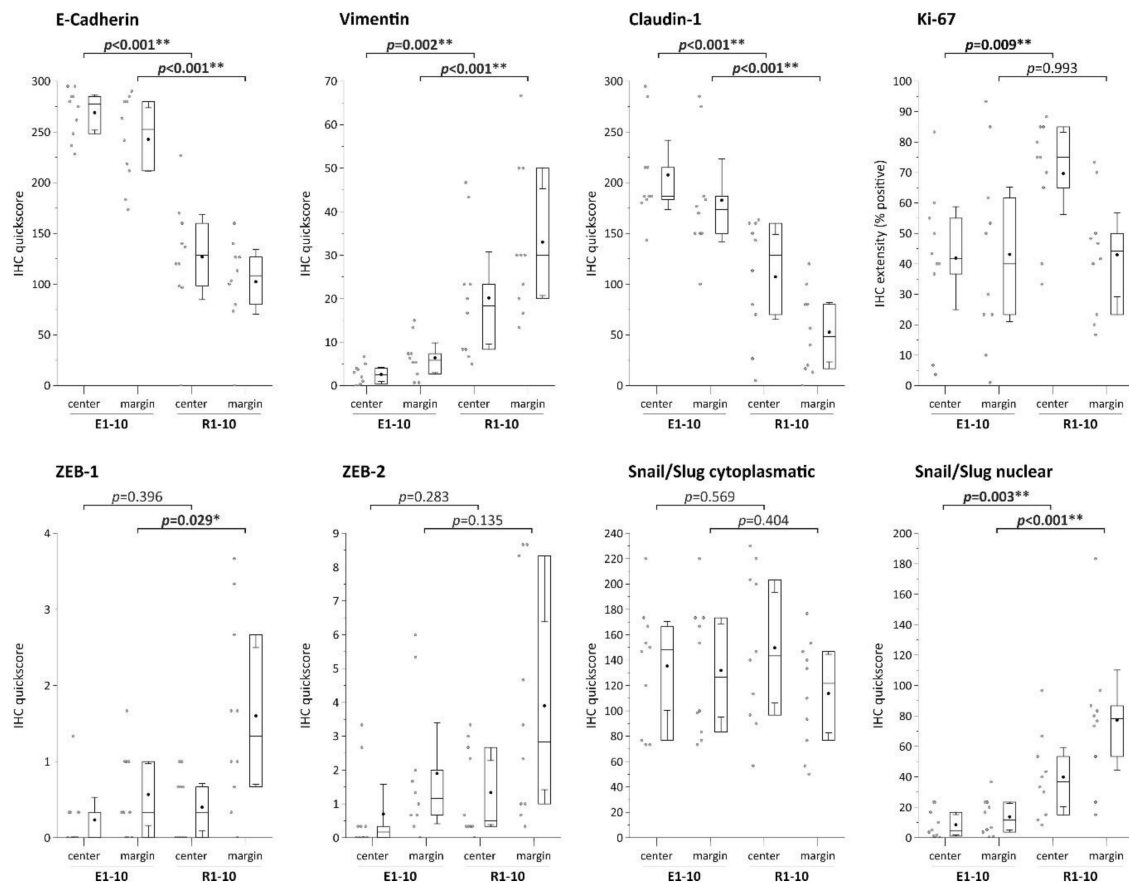 E-Cadherin Vimentin Claudin-1 Ki-67
p<0.001** p=0.002** p<0.001** p=0.009**
p<0.001** p<0.001** p<0.001** p=0.993
IHC quickscore
300
250
200
150
100
50
0
center margin center margin
E1-10 R1-10
IHC quickscore
70
60
50
40
30
20
10
0
center margin center margin
E1-10 R1-10
IHC quickscore
300
250
200
150
100
50
0
center margin center margin
E1-10 R1-10
IHC extensity (% positive)
100
90
80
70
60
50
40
30
20
10
0
center margin center margin
E1-10 R1-10
ZEB-1 ZEB-2 Snail/Slug cytoplasmatic Snail/Slug nuclear
p=0.396 p=0.283 p=0.569 p=0.003**
p=0.029* p=0.135 p=0.404 p<0.001**
IHC quickscore
4
3
2
1
0
center margin center margin
E1-10 R1-10
IHC quickscore
9
8
7
6
5
4
3
2
1
0
center margin center margin
E1-10 R1-10
IHC quickscore
240
220
200
180
160
140
120
100
80
60
40
20
0
center margin center margin
E1-10 R1-10
IHC quickscore
200
180
160
140
120
100
80
60
40
20
0
center margin center margin
E1-10 R1-10